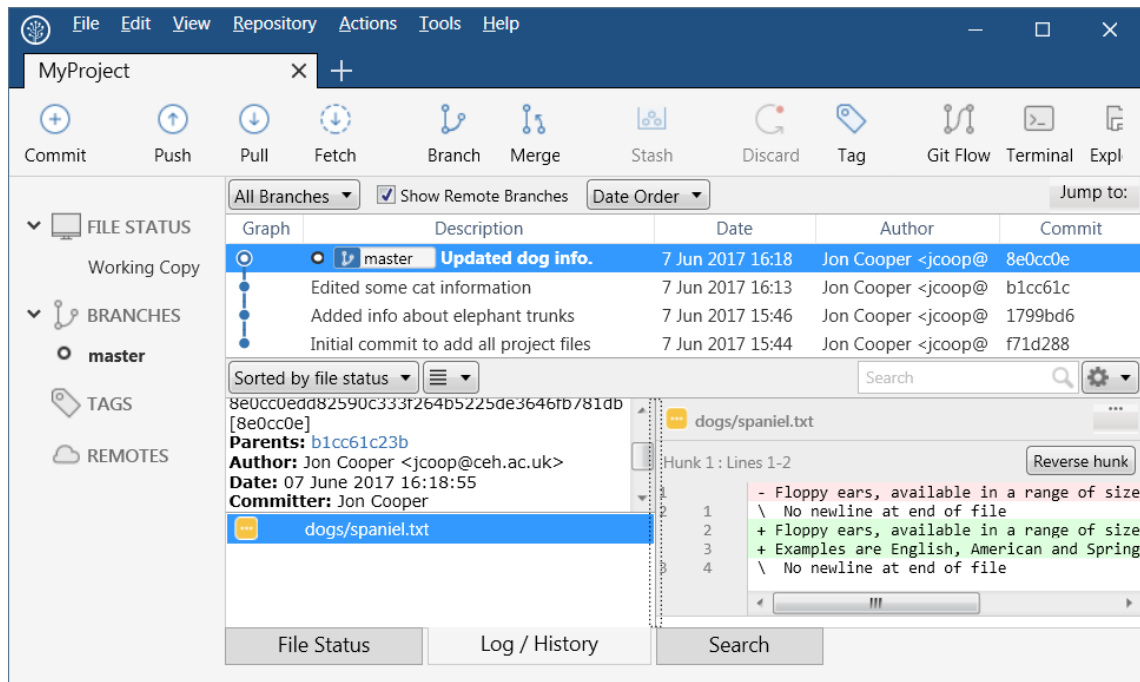 File Edit View Repository Actions Tools Help
MyProject
Commit Push Pull Fetch Branch Merge Stash Discard Tag Git Flow Terminal Expl
All Branches Show Remote Branches Date Order Jump to:
FILE STATUS
Working Copy
BRANCHES
master
TAGS
REMOTES
Graph Description Date Author Commit
master Updated dog info. 7 Jun 2017 16:18 Jon Cooper <jcoop@ 8e0cc0e
Edited some cat information 7 Jun 2017 16:13 Jon Cooper <jcoop@ b1cc61c
Added info about elephant trunks 7 Jun 2017 15:46 Jon Cooper <jcoop@ 1799bd6
Initial commit to add all project files 7 Jun 2017 15:44 Jon Cooper <jcoop@ f71d288
Sorted by file status Search
8e0cc0edd82590c333f264b5225de3646fb781db
[8e0cc0e]
Parents: b1cc61c23b
Author: Jon Cooper <jcoop@ceh.ac.uk>
Date: 07 June 2017 16:18:55
Committer: Jon Cooper
dogs/spaniel.txt
dogs/spaniel.txt
Hunk 1 : Lines 1-2 Reverse hunk
1 - Floppy ears, available in a range of size
2 1 \ No newline at end of file
2 + Floppy ears, available in a range of size
3 + Examples are English, American and Spring
3 4 \ No newline at end of file
File Status Log / History Search